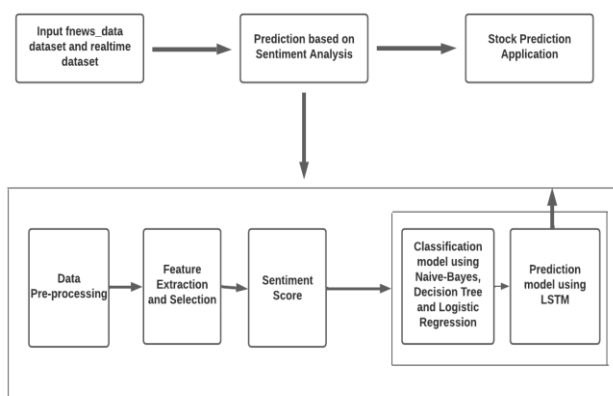 Input fnews_data
dataset and realtime
dataset
Prediction based on
Sentiment Analysis
Stock Prediction
Application
Data
Pre-processing
Feature
Extraction
and Selection
Sentiment
Score
Classification
model using
Naive-Bayes,
Decision Tree
and Logistic
Regression
Prediction
model using
LSTM